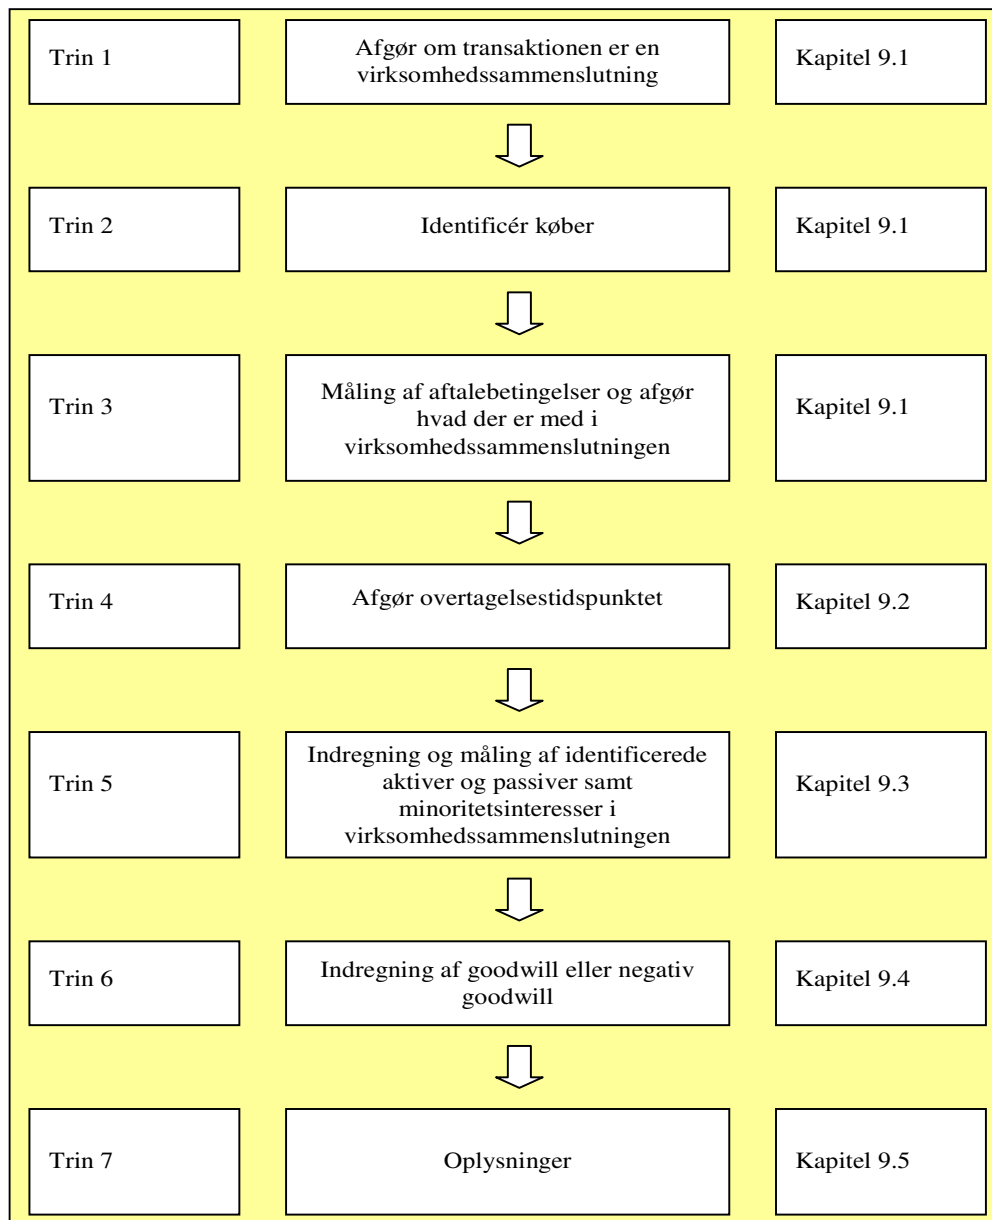 Trin 1
Afgør om transaktionen er en
virksomhedssammenslutning
Kapitel 9.1
Trin 2
Identificér køber
Kapitel 9.1
Trin 3
Måling af aftalebetingelser og afgør
hvad der er med i
virksomhedssammenslutningen
Kapitel 9.1
Trin 4
Afgør overtagelsestidspunktet
Kapitel 9.2
Trin 5
Indregning og måling af identificerede
aktiver og passiver samt
minoritetsinteresser i
virksomhedssammenslutningen
Kapitel 9.3
Trin 6
Indregning af goodwill eller negativ
goodwill
Kapitel 9.4
Trin 7
Oplysninger
Kapitel 9.5